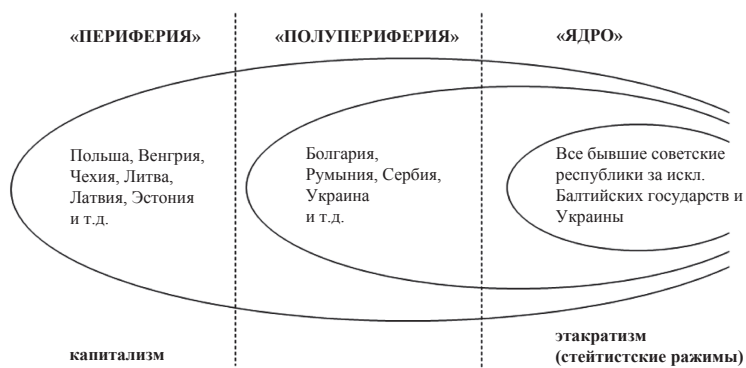 «ПЕРИФЕРИЯ»
«ПОЛУПЕРИФЕРИЯ»
«ЯДРО»
Польша, Венгрия,
Чехия, Литва,
Латвия, Эстония
и т.д.
Болгария,
Румыния, Сербия,
Украина
и т.д.
Все бывшие советские
республики за искл.
Балтийских государств и
Украины
капитализм
этакратизм
(стейтистские ражимы)